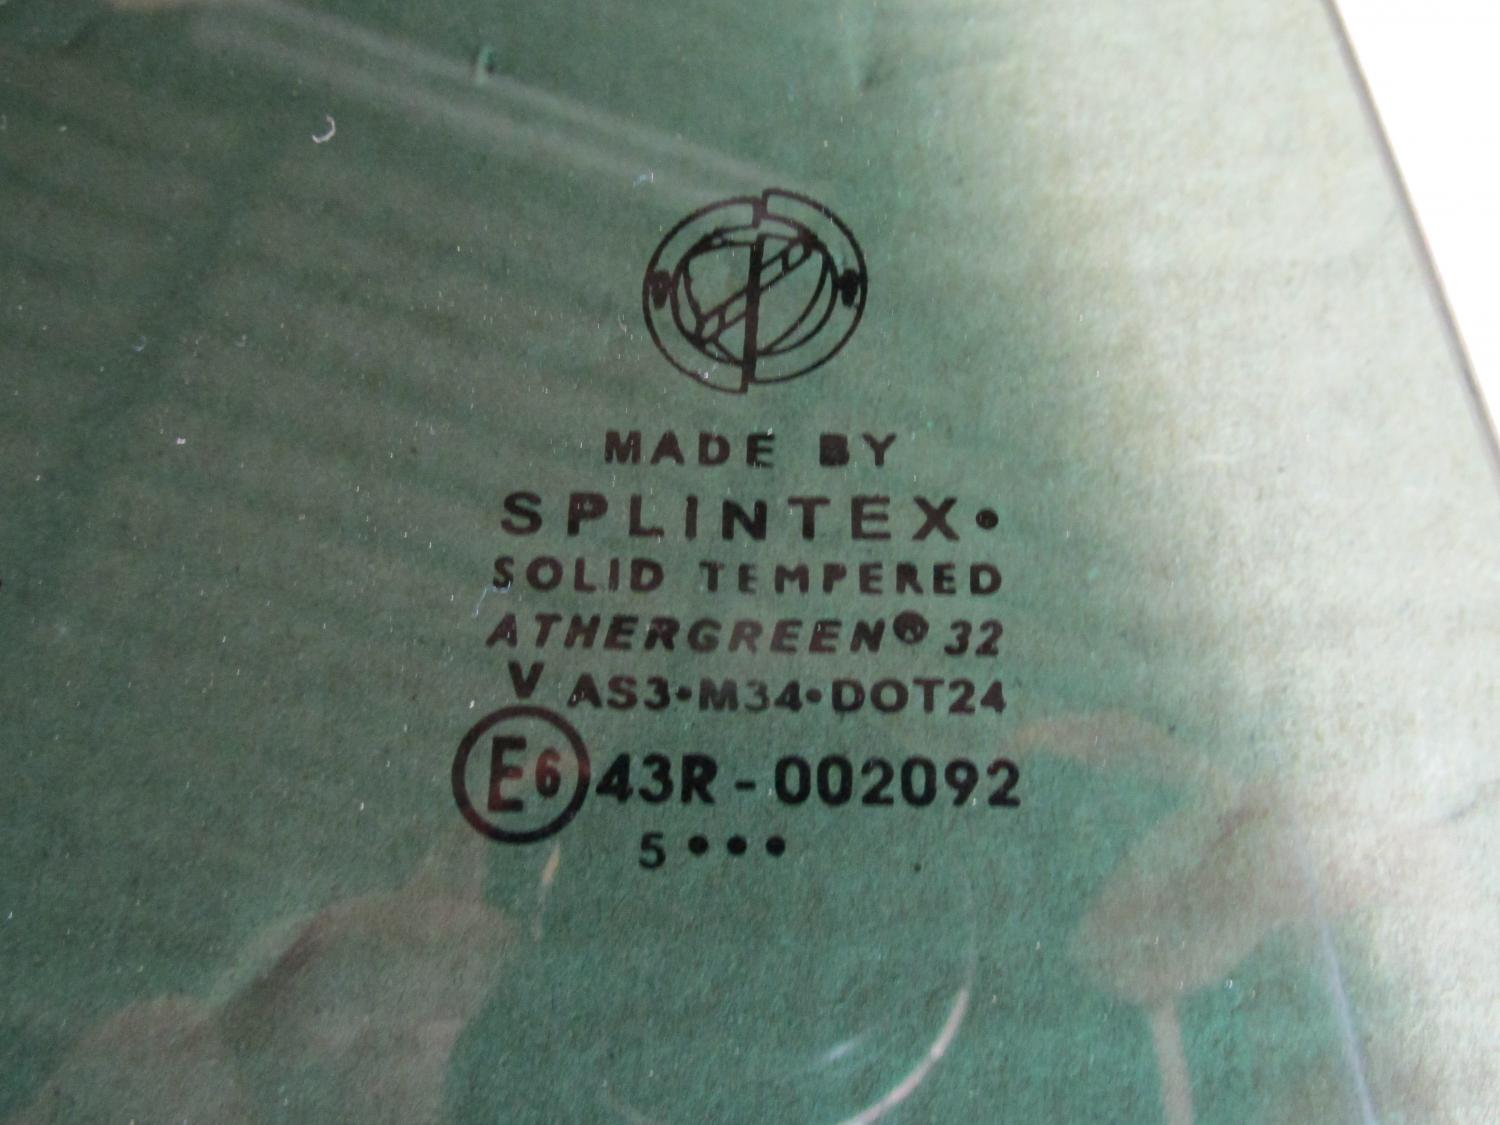 MADE BY
SPLINTEX•
SOLID TEMPERED
ATHERGREEN® 32
V AS3•M34•DOT24
E6 43R-002092
5•••